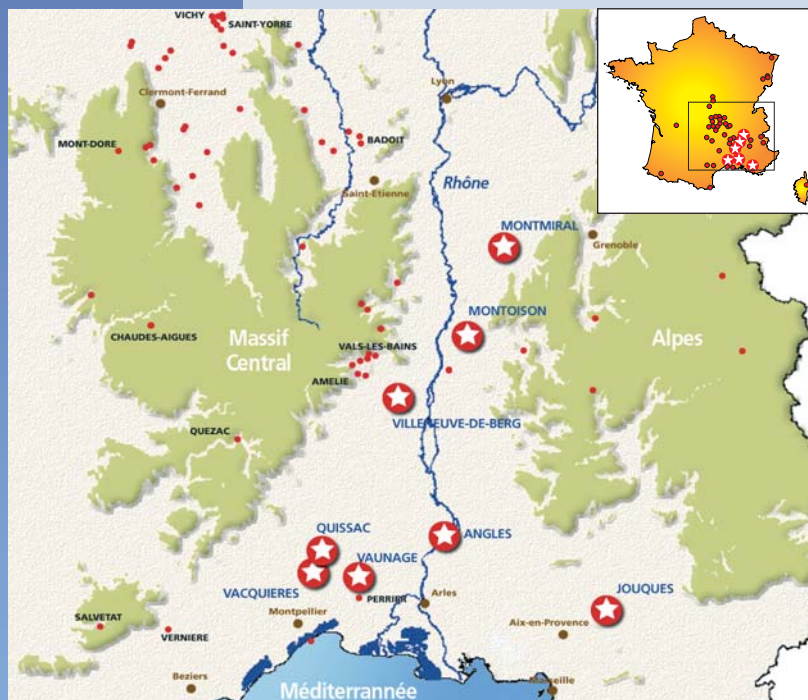 VICHY
SAINT-YORRE
Clermont-Ferrand
Lyon
MONT-DORE
BADOIT
Saint-Etienne
Rhône
MONTMIRAL
Grenoble
MONTOISON
CHAUDES-AIGUES
Massif
Central
VALS-LES-BAINS
Alpes
AMELIE
VILLENEUVE-DE-BERG
QUEZAC
QUISSAC
ANGLES
VAUNAGE
VACQUIERES
PERRIER
JOUQUES
Arles
Montpellier
SALVETAT
VERNIERE
Aix-en-Provence
Beziers
Marseille
Méditerrannée